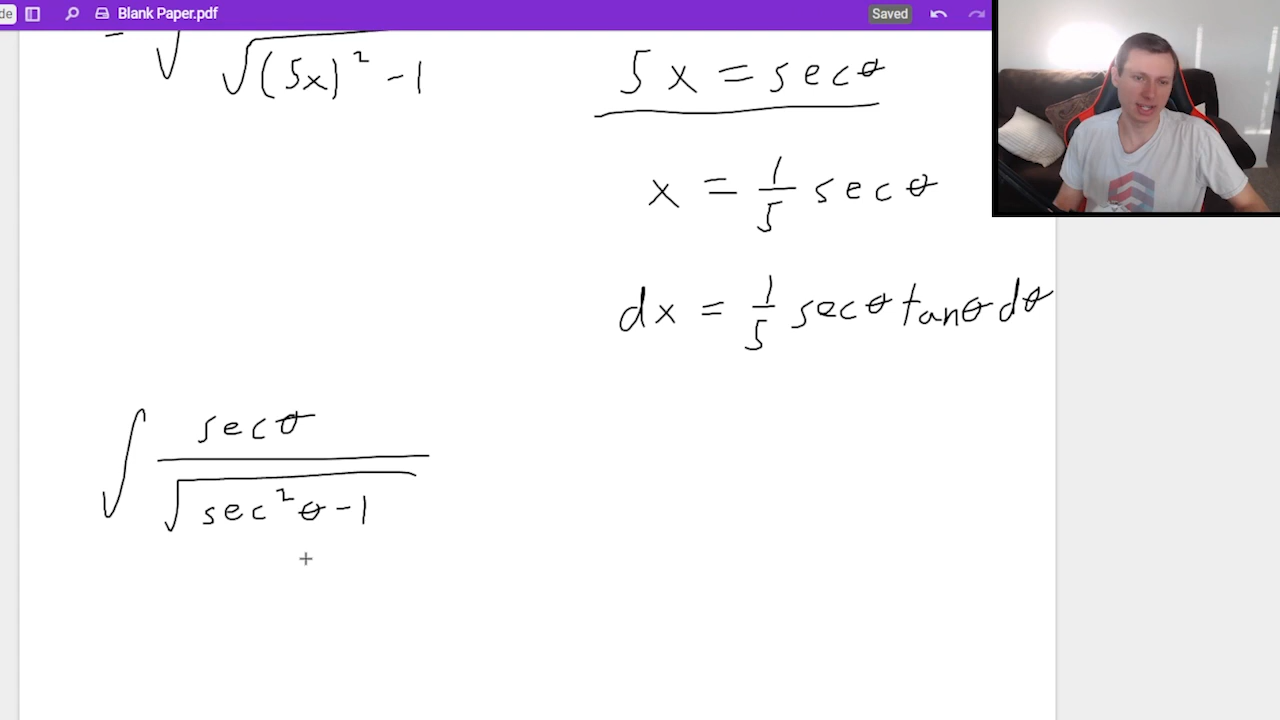 de
Blank Paper.pdf
Saved
= ∫ √(5x)² - 1
5x = secθ
x = 1/5 secθ
dx = 1/5 secθ tanθ dθ
∫ secθ / √sec²θ - 1